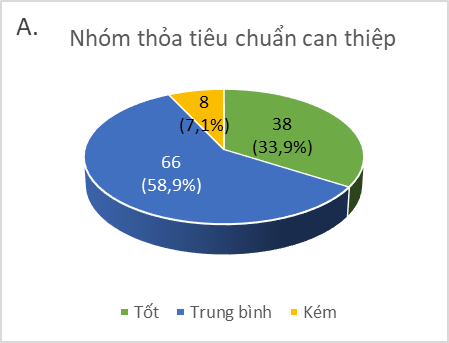 A.
Nhóm thỏa tiêu chuẩn can thiệp
8
(7,1%)
38
(33,9%)
66
(58,9%)
Tốt Trung bình Kém